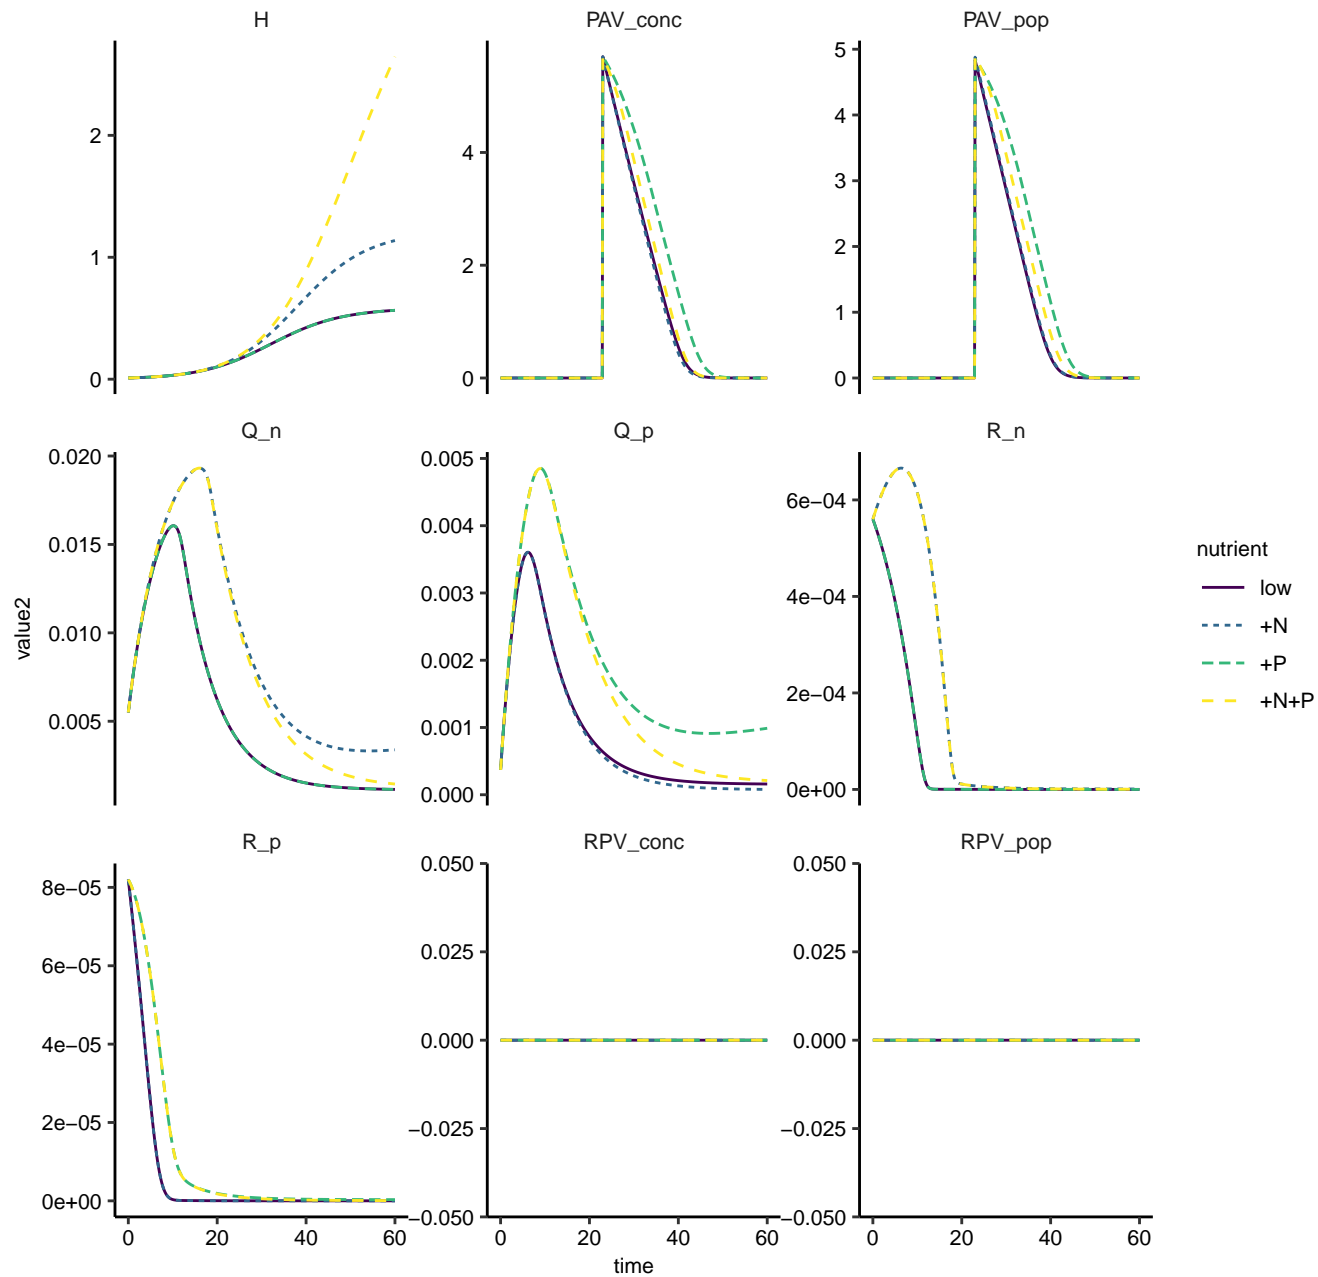 H
PAV_conc
PAV_pop
2
1
0
4
2
0
5
4
3
2
1
0
Q_n
Q_p
R_n
0.020
0.015
0.010
0.005
0.005
0.004
0.003
0.002
0.001
0.000
6e−04
4e−04
2e−04
0e+00
R_p
RPV_conc
RPV_pop
8e−05
6e−05
4e−05
2e−05
0e+00
0.050
0.025
0.000
−0.025
−0.050
0.050
0.025
0.000
−0.025
−0.050
0 20 40 60
0 20 40 60
0 20 40 60
time
value2
nutrient
low
+N
+P
+N+P